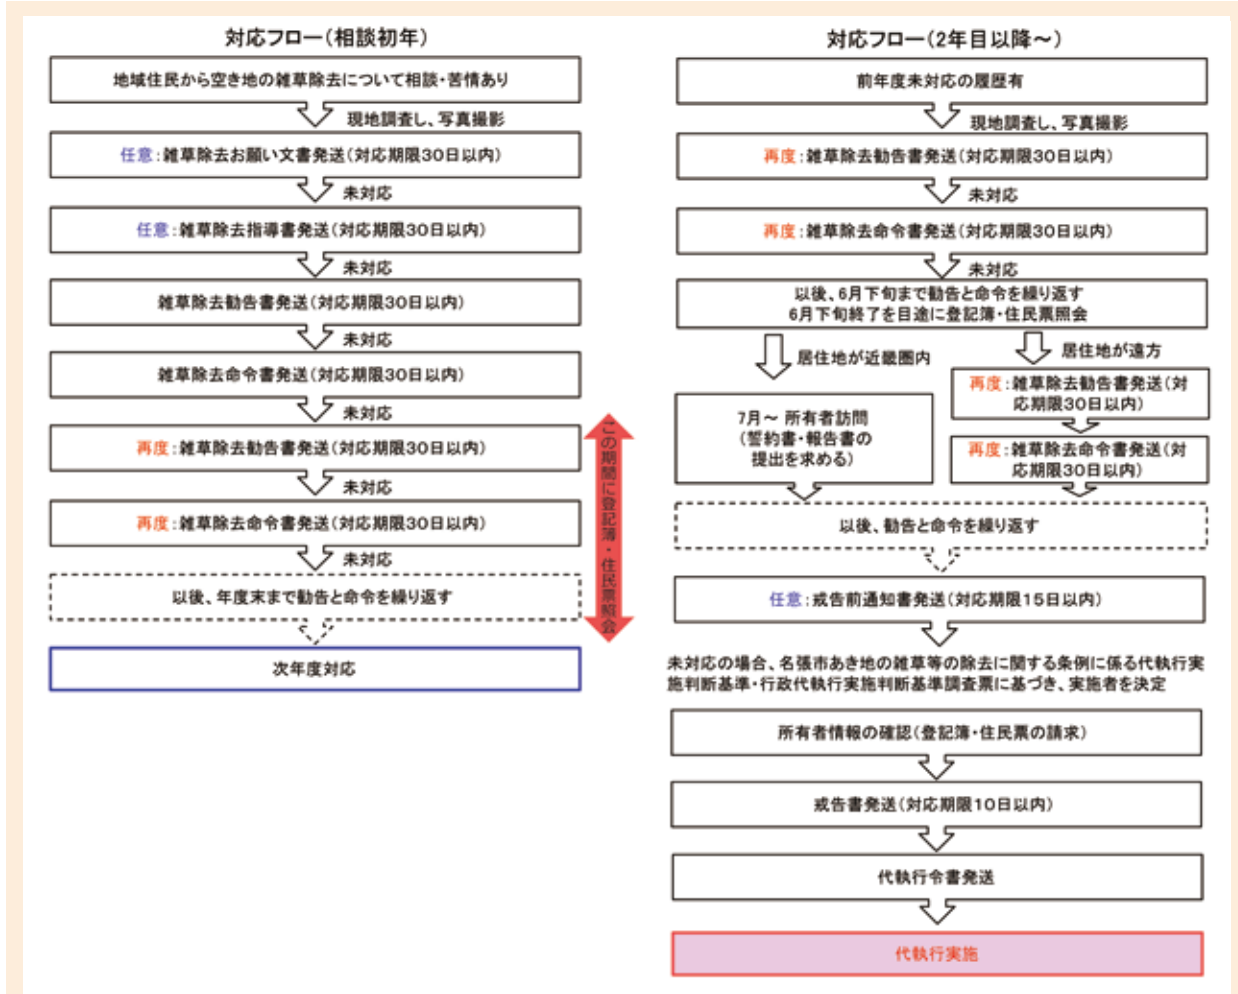 対応フロー(相談初年)
地域住民から空き地の雑草除去について相談・苦情あり
現地調査し、写真撮影
任意:雑草除去お願い文書発送(対応期限30日以内)
未対応
任意:雑草除去指導書発送(対応期限30日以内)
未対応
雑草除去勧告書発送(対応期限30日以内)
未対応
雑草除去命令書発送(対応期限30日以内)
未対応
再度:雑草除去勧告書発送(対応期限30日以内)
未対応
再度:雑草除去命令書発送(対応期限30日以内)
未対応
以後、年度末まで勧告と命令を繰り返す
次年度対応
この期間に登記簿・住民票照会
対応フロー(2年目以降~)
前年度未対応の履歴有
現地調査し、写真撮影
再度:雑草除去勧告書発送(対応期限30日以内)
未対応
再度:雑草除去命令書発送(対応期限30日以内)
未対応
以後、6月下旬まで勧告と命令を繰り返す
6月下旬終了を目途に登記簿・住民票照会
居住地が近畿圏内
7月~ 所有者訪問
(誓約書・報告書の
提出を求める)
居住地が遠方
再度:雑草除去勧告書発送(対
応期限30日以内)
再度:雑草除去命令書発送(対
応期限30日以内)
以後、勧告と命令を繰り返す
任意:戒告前通知書発送(対応期限15日以内)
未対応の場合、名張市あき地の雑草等の除去に関する条例に係る代執行実
施判断基準・行政代執行実施判断基準調査票に基づき、実施者を決定
所有者情報の確認(登記簿・住民票の請求)
戒告書発送(対応期限10日以内)
代執行令書発送
代執行実施